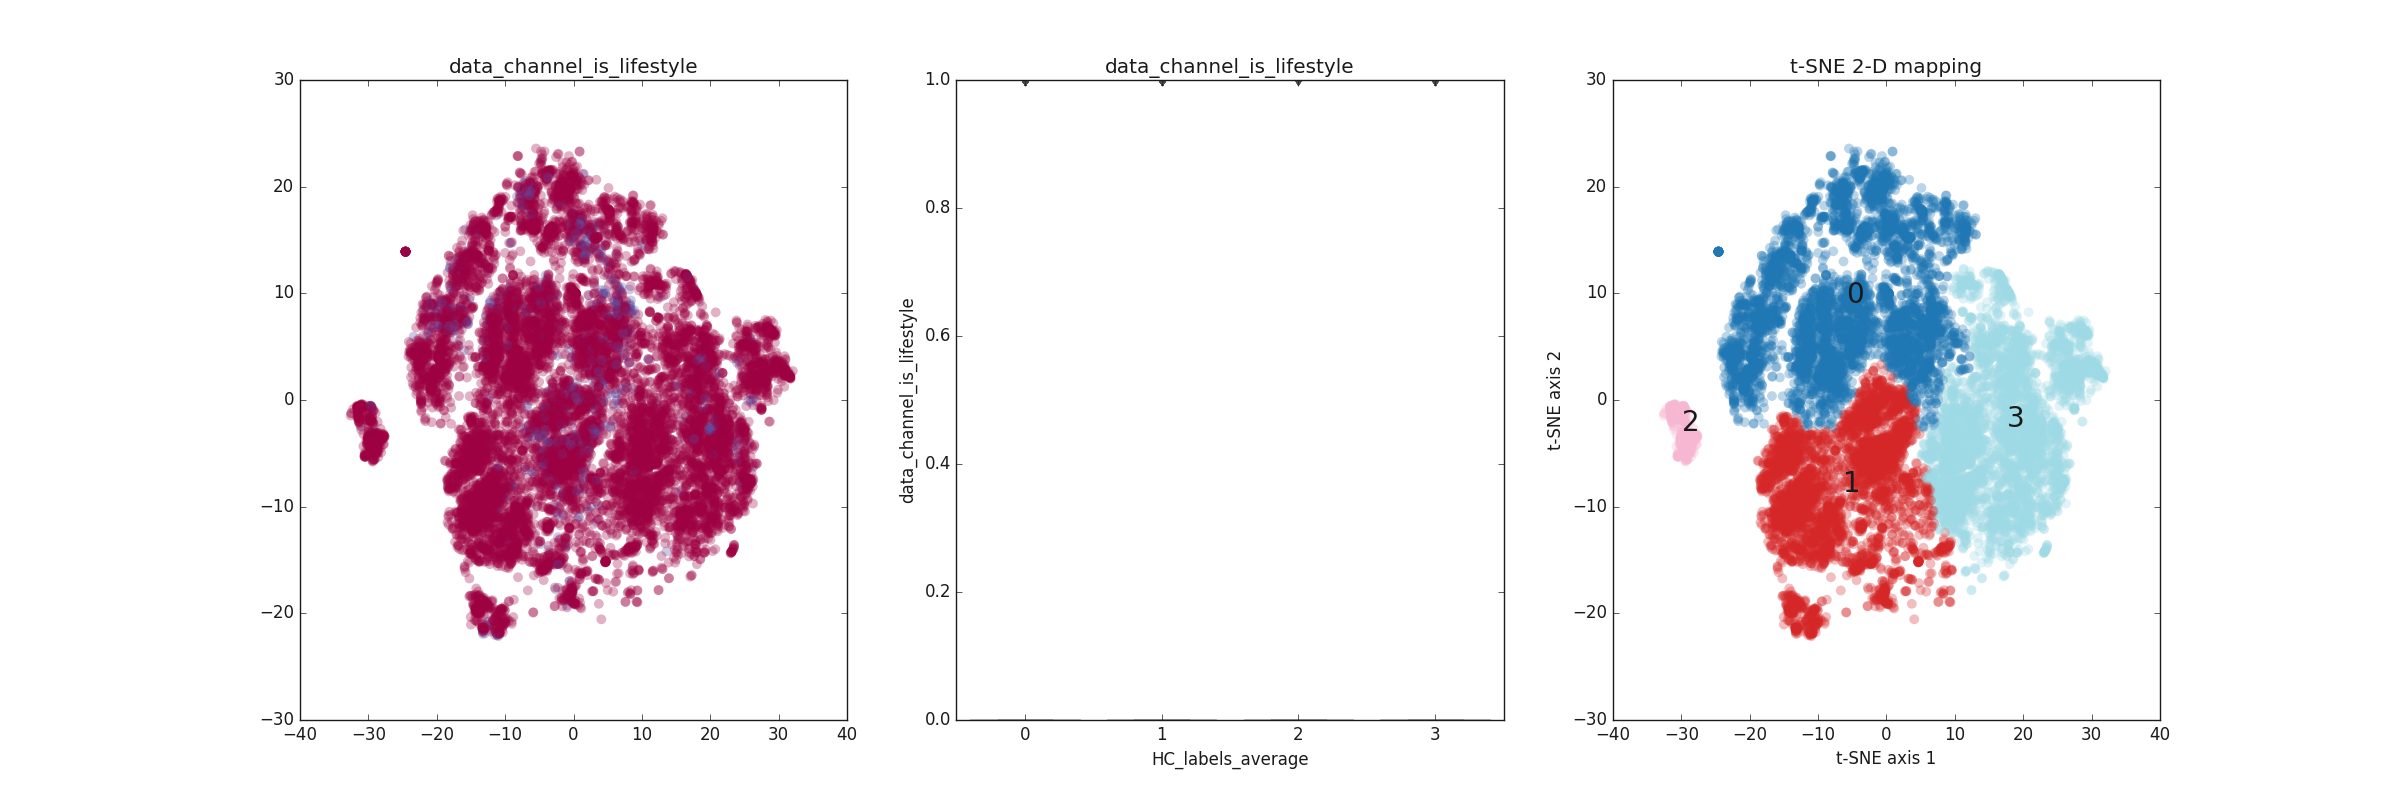 data_channel_is_lifestyle
30
20
10
0
−10
−20
−30
−40 −30 −20 −10 0 10 20 30 40
data_channel_is_lifestyle
data_channel_is_lifestyle
1.0
0.8
0.6
0.4
0.2
0.0
0 1 2 3
HC_labels_average
t-SNE 2-D mapping
t-SNE axis 2
30
20
10
0
−10
−20
−30
0
2
3
1
−40 −30 −20 −10 0 10 20 30 40
t-SNE axis 1